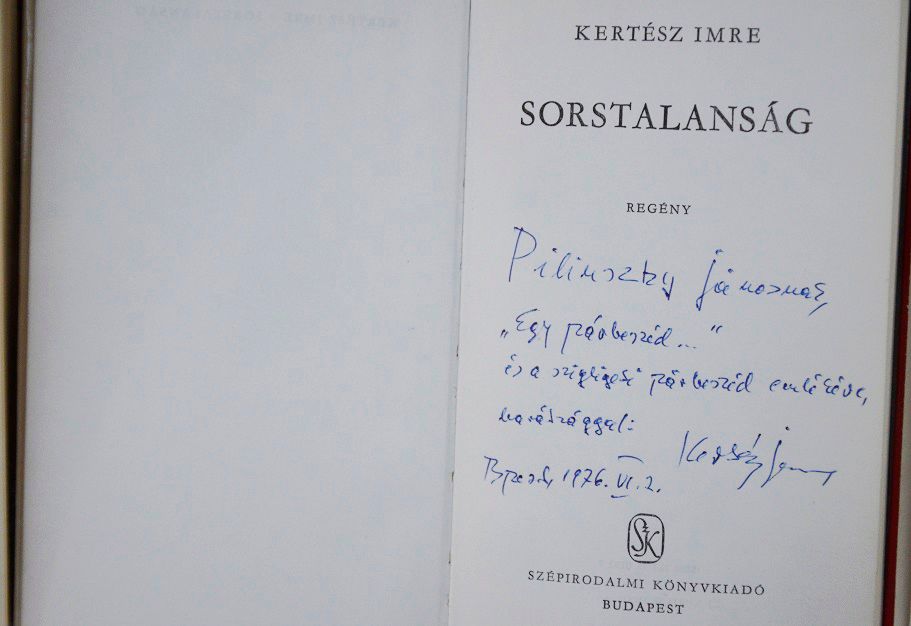 KERTÉSZ IMRE
SORSTALANSÁG
REGÉNY
Pilinszky Jánosnak,
„Egy párbeszéd..."
és a szigligeti párbeszéd emlékére,
barátsággal:
Kertész Imre
Bpest, 1976. VI. 2.
SzK
SZÉPIRODALMI KÖNYVKIADÓ
BUDAPEST